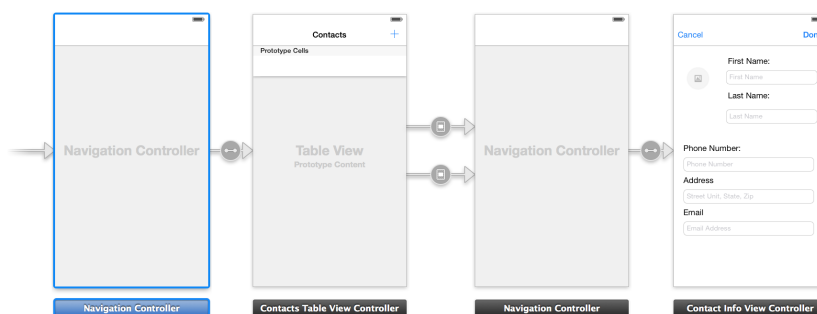 Navigation Controller
Navigation Controller
Contacts
+
Prototype Cells
Table View
Prototype Content
Contacts Table View Controller
Navigation Controller
Navigation Controller
Cancel
Don
First Name:
First Name
Last Name:
Last Name
Phone Number:
Phone Number
Address
Street Unit, State, Zip
Email
Email Address
Contact Info View Controller